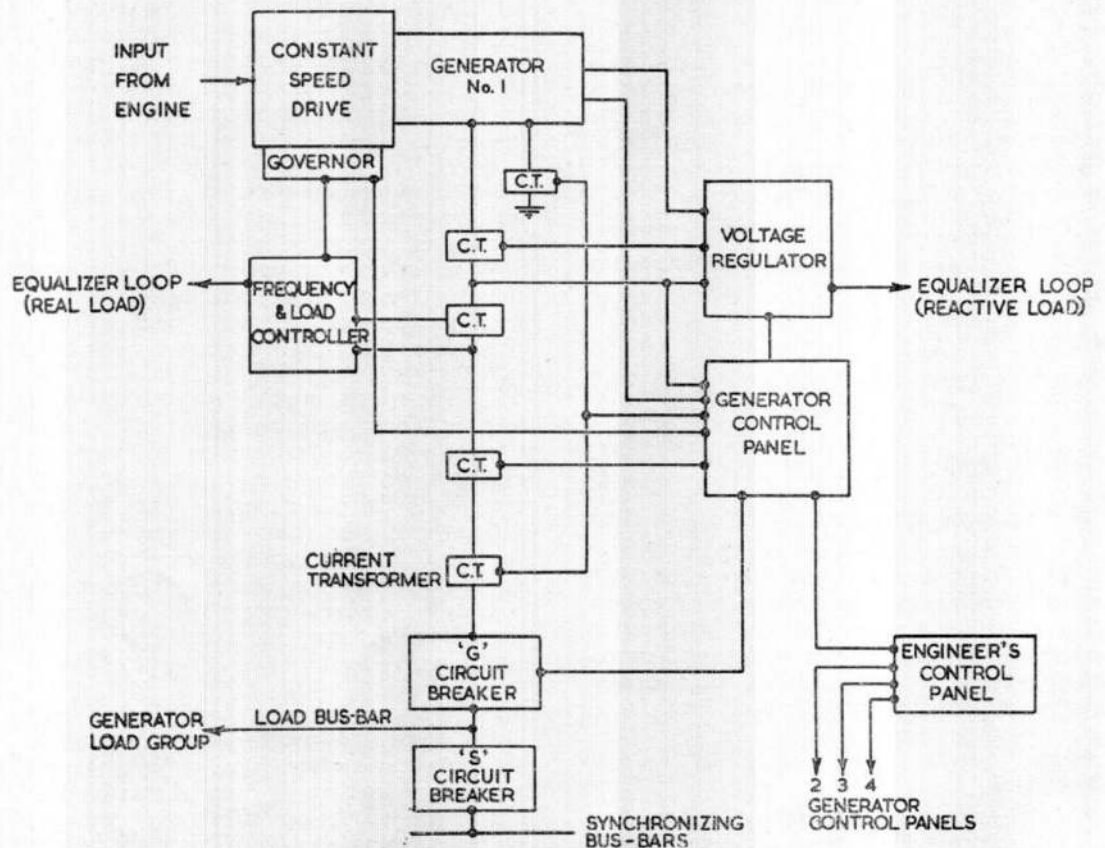 INPUT
FROM
ENGINE
CONSTANT
SPEED
DRIVE
GENERATOR
No. 1
GOVERNOR
C.T.
C.T.
VOLTAGE
REGULATOR
EQUALIZER LOOP
(REAL LOAD)
FREQUENCY
& LOAD
CONTROLLER
EQUALIZER LOOP
(REACTIVE LOAD)
C.T.
GENERATOR
CONTROL
PANEL
C.T.
CURRENT
TRANSFORMER
C.T.
'G'
CIRCUIT
BREAKER
ENGINEER'S
CONTROL
PANEL
GENERATOR
LOAD GROUP
LOAD BUS-BAR
'S'
CIRCUIT
BREAKER
2 3 4
GENERATOR
CONTROL PANELS
SYNCHRONIZING
BUS-BARS